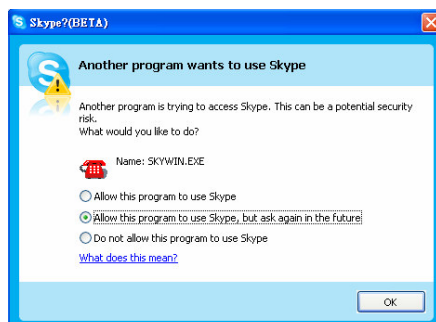 Skype?(BETA)
Another program wants to use Skype
Another program is trying to access Skype. This can be a potential security
risk.
What would you like to do?
Name: SKYWIN.EXE
Allow this program to use Skype
Allow this program to use Skype, but ask again in the future
Do not allow this program to use Skype
What does this mean?
OK